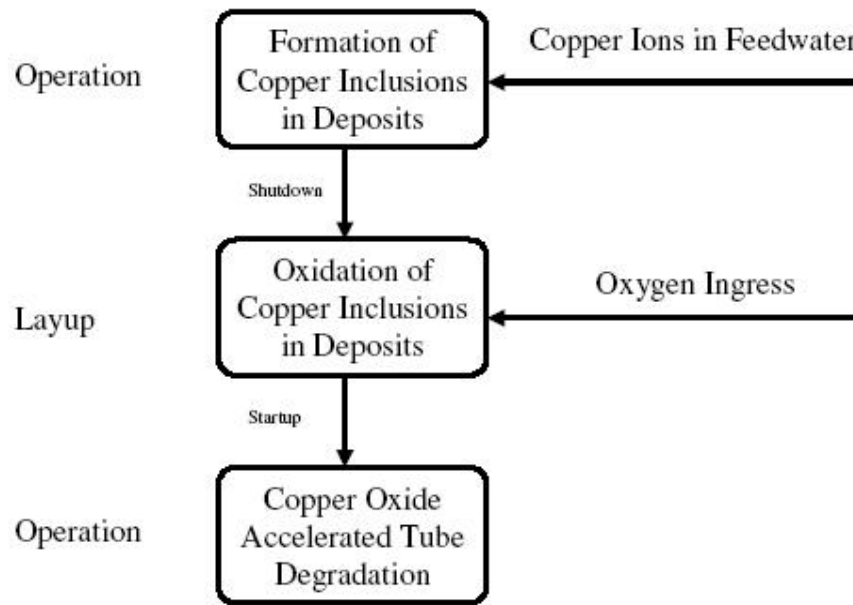 Formation of
Copper Inclusions
in Deposits
Copper Ions in Feedwater
Operation
Shutdown
Oxidation of
Copper Inclusions
in Deposits
Oxygen Ingress
Layup
Startup
Copper Oxide
Accelerated Tube
Degradation
Operation